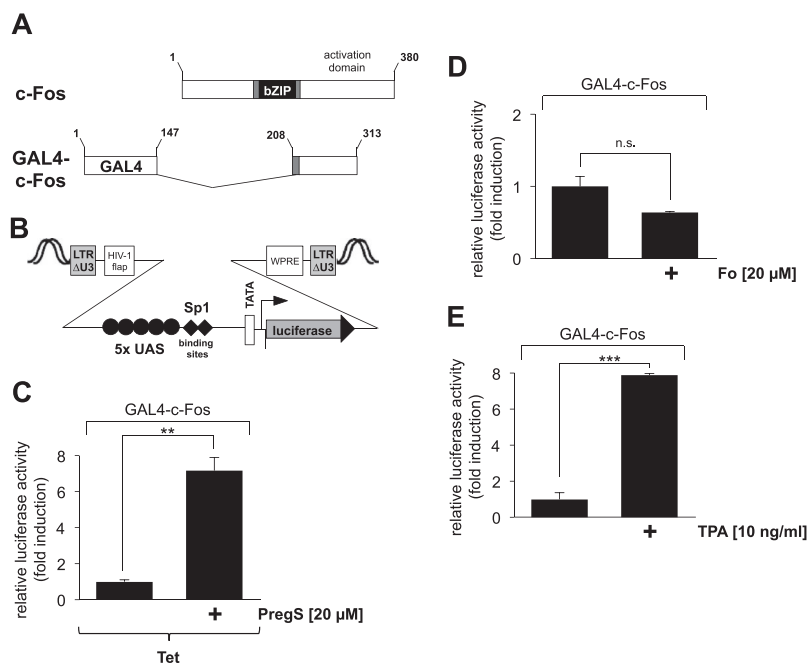 A
1
activation
domain
380
c-Fos
bZIP
1
147
208
313
GAL4-
c-Fos
GAL4
B
LTR
ΔU3
HIV-1
flap
WPRE
LTR
ΔU3
Sp1
TATA
5x UAS
binding
sites
luciferase
C
GAL4-c-Fos
**
relative luciferase activity
(fold induction)
8
6
4
2
0
+
PregS [20 µM]
Tet
D
GAL4-c-Fos
n.s.
relative luciferase activity
(fold induction)
2
1
0
+
Fo [20 µM]
E
GAL4-c-Fos
***
relative luciferase activity
(fold induction)
8
6
4
2
0
+
TPA [10 ng/ml]